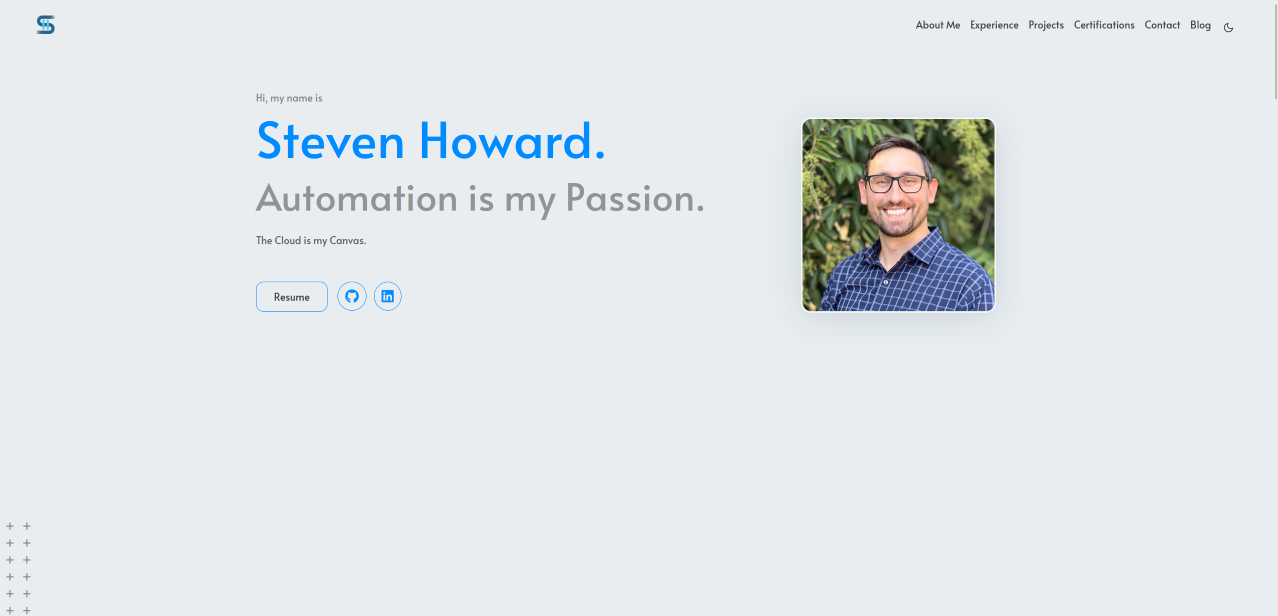 About Me Experience Projects Certifications Contact Blog
Hi, my name is
Steven Howard.
Automation is my Passion.
The Cloud is my Canvas.
Resume